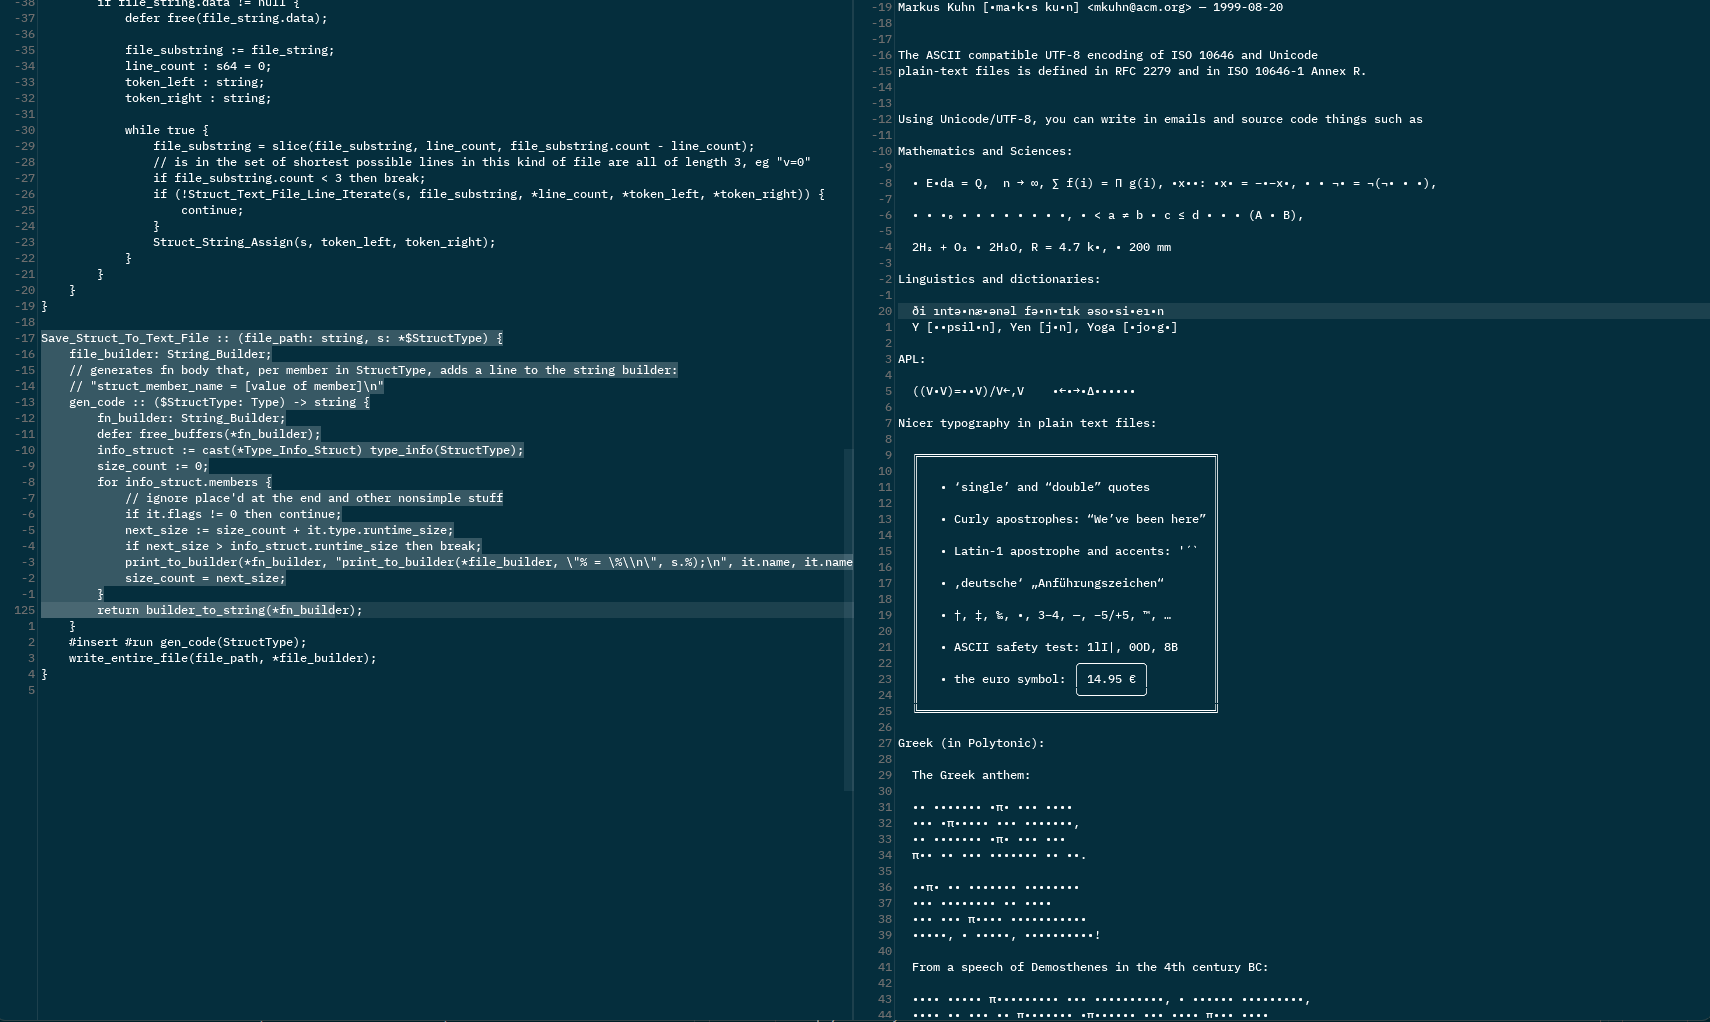 -38 if file_string.data != null {
-37 defer free(file_string.data);
-36
-35 file_substring := file_string;
-34 line_count : s64 = 0;
-33 token_left : string;
-32 token_right : string;
-31
-30 while true {
-29 file_substring = slice(file_substring, line_count, file_substring.count - line_count);
-28 // is in the set of shortest possible lines in this kind of file are all of length 3, eg "v=0"
-27 if file_substring.count < 3 then break;
-26 if (!Struct_Text_File_Line_Iterate(s, file_substring, *line_count, *token_left, *token_right)) {
-25 continue;
-24 }
-23 Struct_String_Assign(s, token_left, token_right);
-22 }
-21 }
-20 }
-19 }
-18
-17 Save_Struct_To_Text_File :: (file_path: string, s: *$StructType) {
-16 file_builder: String_Builder;
-15 // generates fn body that, per member in StructType, adds a line to the string builder:
-14 // "struct_member_name = [value of member]\n"
-13 gen_code :: ($StructType: Type) -> string {
-12 fn_builder: String_Builder;
-11 defer free_buffers(*fn_builder);
-10 info_struct := cast(*Type_Info_Struct) type_info(StructType);
-9 size_count := 0;
-8 for info_struct.members {
-7 // ignore place'd at the end and other nonsimple stuff
-6 if it.flags != 0 then continue;
-5 next_size := size_count + it.type.runtime_size;
-4 if next_size > info_struct.runtime_size then break;
-3 print_to_builder(*fn_builder, "print_to_builder(*file_builder, \"% = \%\\n\", s.%);\n", it.name, it.name
-2 size_count = next_size;
-1 }
125 return builder_to_string(*fn_builder);
1 }
2 #insert #run gen_code(StructType);
3 write_entire_file(file_path, *file_builder);
4 }
5
-19 Markus Kuhn [•ma•k•s ku•n] <mkuhn@acm.org> — 1999-08-20
-18
-17
-16 The ASCII compatible UTF-8 encoding of ISO 10646 and Unicode
-15 plain-text files is defined in RFC 2279 and in ISO 10646-1 Annex R.
-14
-13
-12 Using Unicode/UTF-8, you can write in emails and source code things such as
-11
-10 Mathematics and Sciences:
-9
-8 • E•da = Q,  n → ∞, ∑ f(i) = ∏ g(i), •x••: •x• = −•−x•, • • ¬• = ¬(¬• • •),
-7
-6 • • •₀ • • • • • • • •, • < a ≠ b • c ≤ d • • • (A • B),
-5
-4 2H₂ + O₂ • 2H₂O, R = 4.7 k•, • 200 mm
-3
-2 Linguistics and dictionaries:
-1
20 ði ıntə•næ•ənəl fə•n•tık əso•si•eı•n
1 Y [••psil•n], Yen [j•n], Yoga [•jo•g•]
2
3 APL:
4
5 ((V•V)=••V)/V←,V    •←•→•∆••••••
6
7 Nicer typography in plain text files:
8
9
10
11 • ‘single’ and “double” quotes
12
13 • Curly apostrophes: “We’ve been here”
14
15 • Latin-1 apostrophe and accents: '´`
16
17 • ‚deutsche‘ „Anführungszeichen“
18
19 • †, ‡, ‰, •, 3–4, —, −5/+5, ™, …
20
21 • ASCII safety test: 1lI|, 0OD, 8B
22
23 • the euro symbol: 14.95 €
24
25
26
27 Greek (in Polytonic):
28
29 The Greek anthem:
30
31 •• ••••••• •π• ••• ••••
32 ••• •π••••• ••• •••••••,
33 •• ••••••• •π• ••• •••
34 π•• •• ••• ••••••• •• ••.
35
36 ••π• •• ••••••• ••••••••
37 ••• •••••••• •• ••••
38 ••• ••• π•••• •••••••••••
39 •••••, • •••••, ••••••••••!
40
41 From a speech of Demosthenes in the 4th century BC:
42
43 •••• ••••• π••••••••• ••• ••••••••••, • •••••• •••••••••,
44 •••• •• ••• •• π••••••• •π•••••• ••• •••• π••• ••••